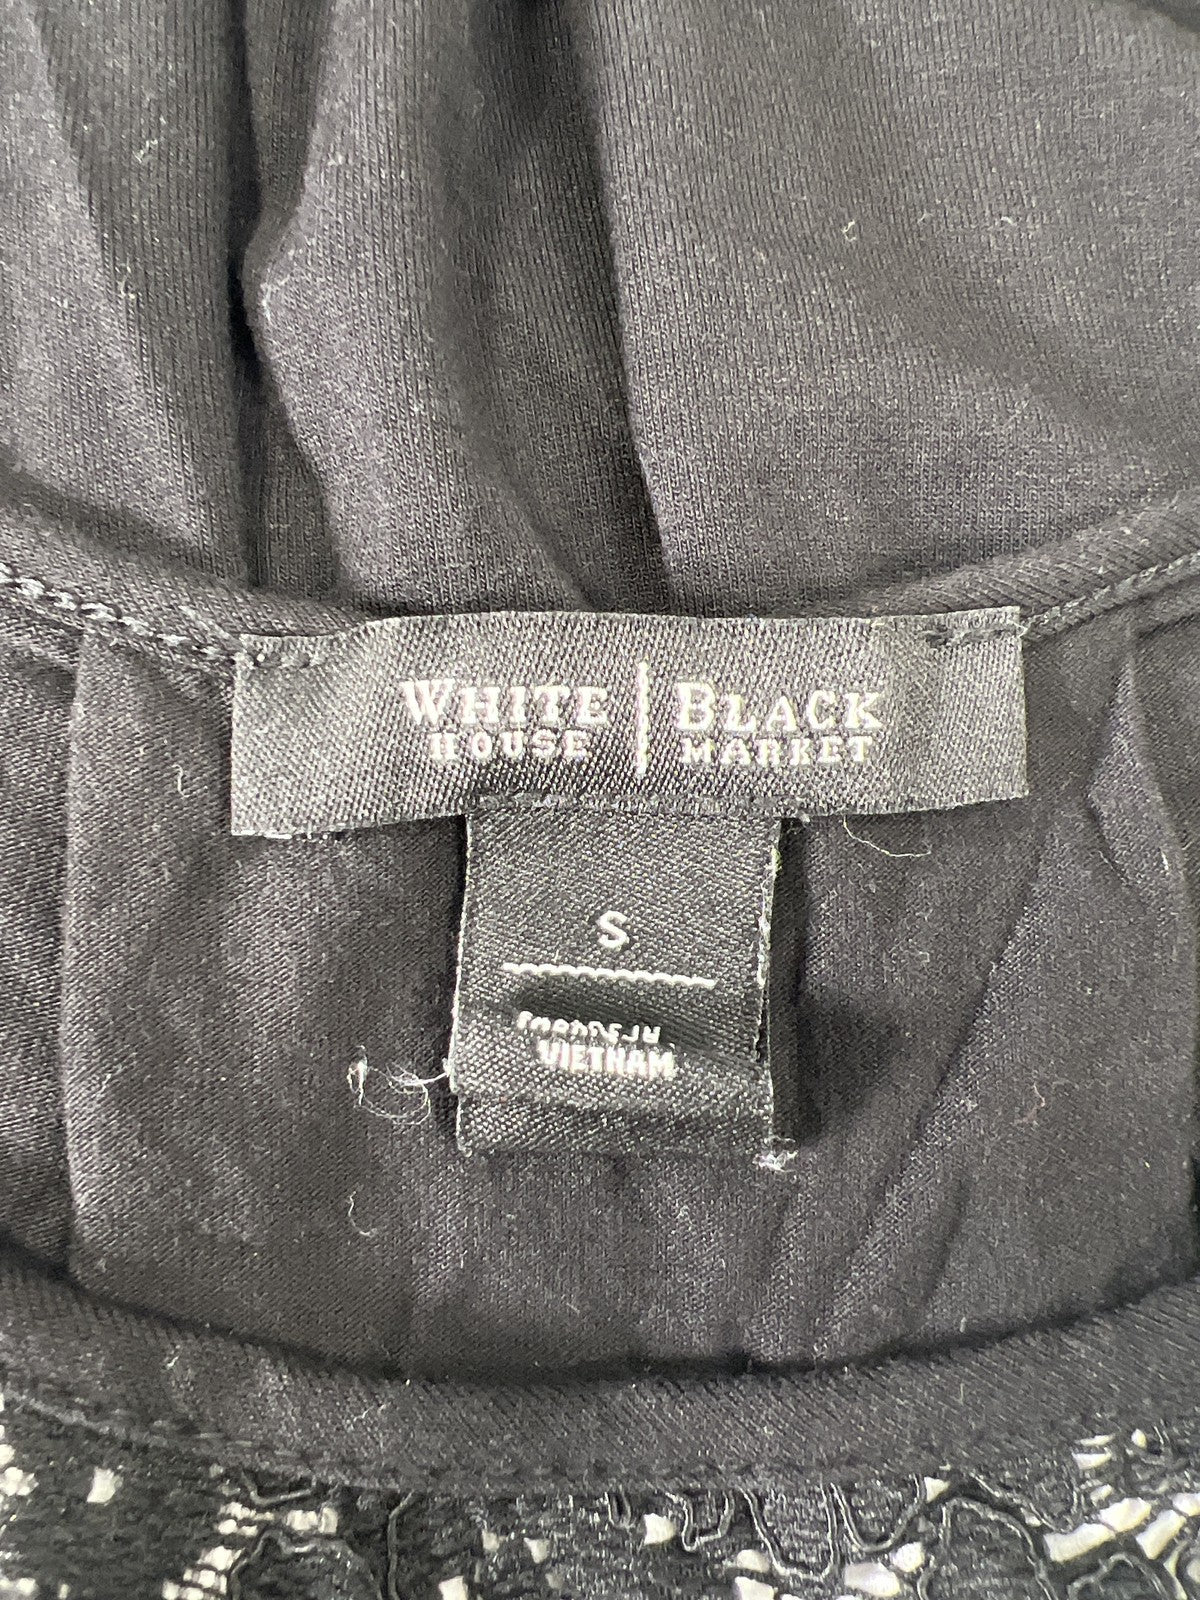 WHITE | BLACK
HOUSE | MARKET
S
VIETNAM